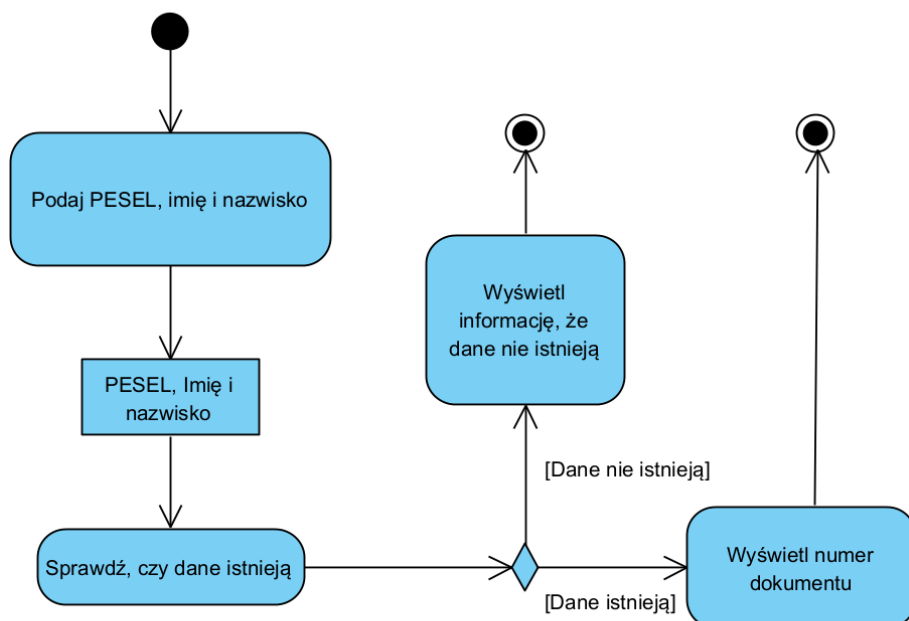 Podaj PESEL, imię i nazwisko
PESEL, Imię i
nazwisko
Sprawdź, czy dane istnieją
Wyświetl
informację, że
dane nie istnieją
[Dane nie istnieją]
[Dane istnieją]
Wyświetl numer
dokumentu